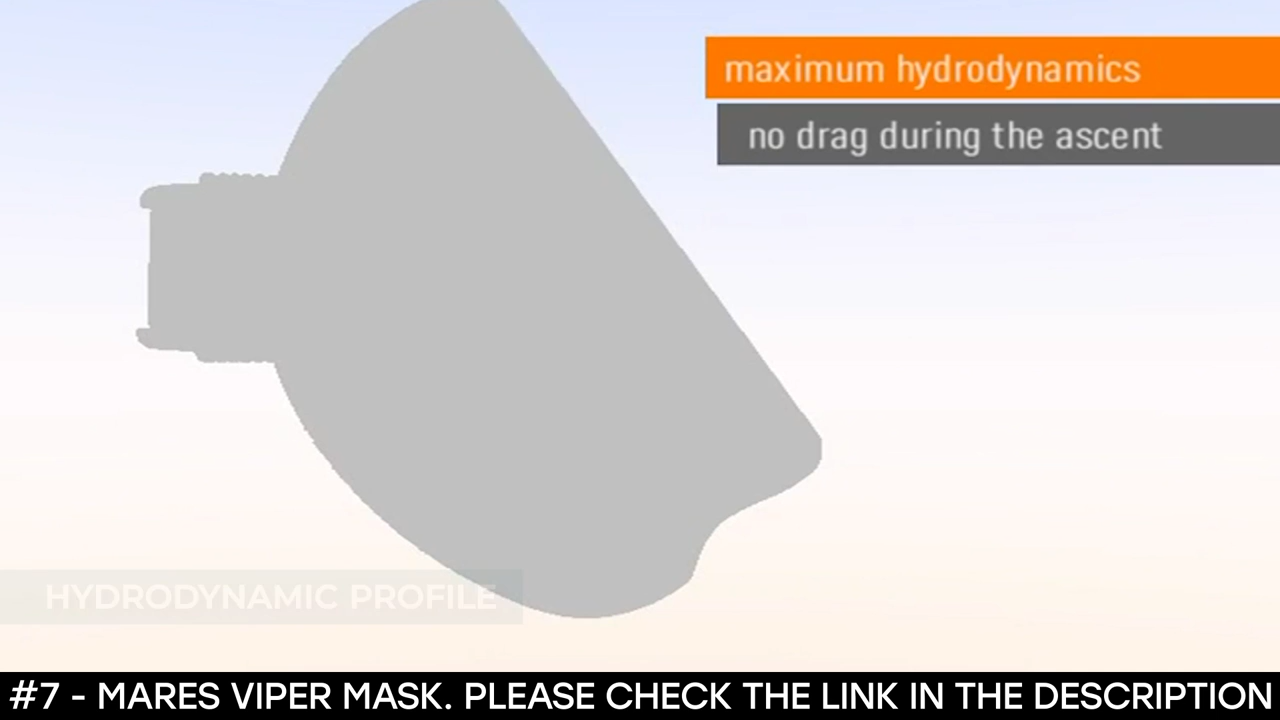 maximum hydrodynamics
no drag during the ascent
HYDRODYNAMIC PROFILE
#7 - MARES VIPER MASK. PLEASE CHECK THE LINK IN THE DESCRIPTION